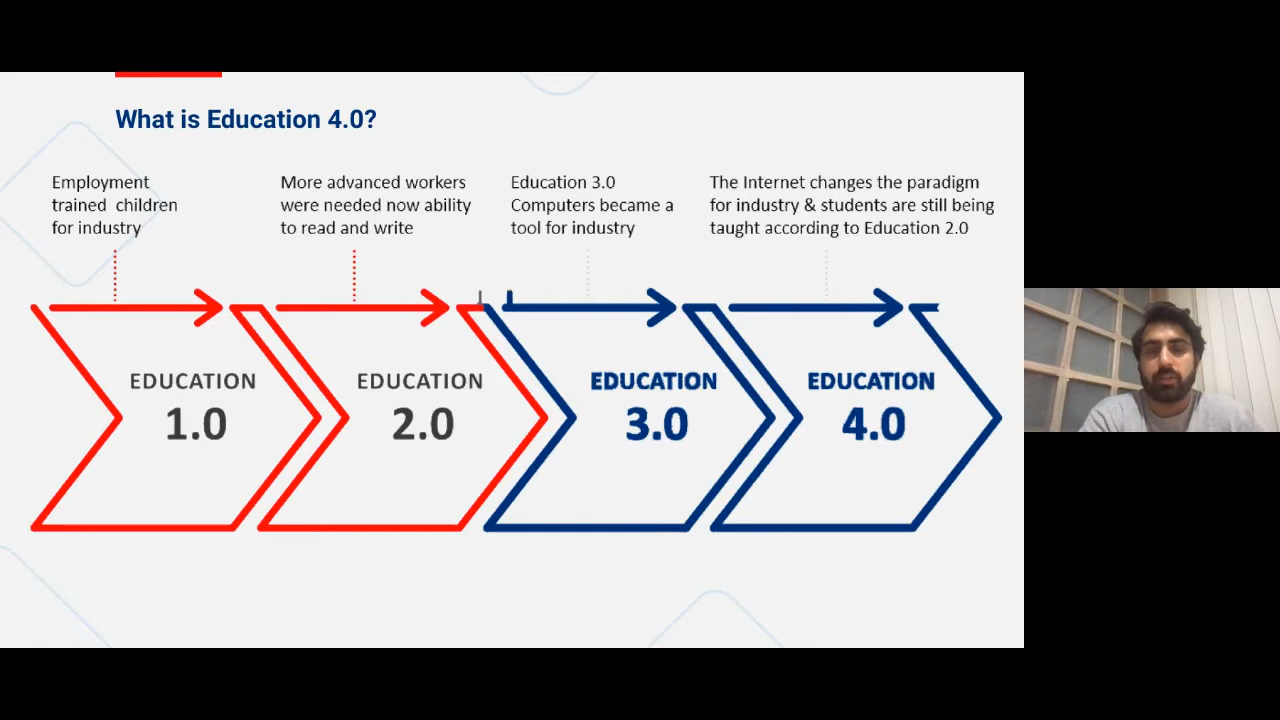 What is Education 4.0?
Employment
trained children
for industry
More advanced workers
were needed now ability
to read and write
Education 3.0
Computers became a
tool for industry
The Internet changes the paradigm
for industry & students are still being
taught according to Education 2.0
EDUCATION
1.0
EDUCATION
2.0
EDUCATION
3.0
EDUCATION
4.0